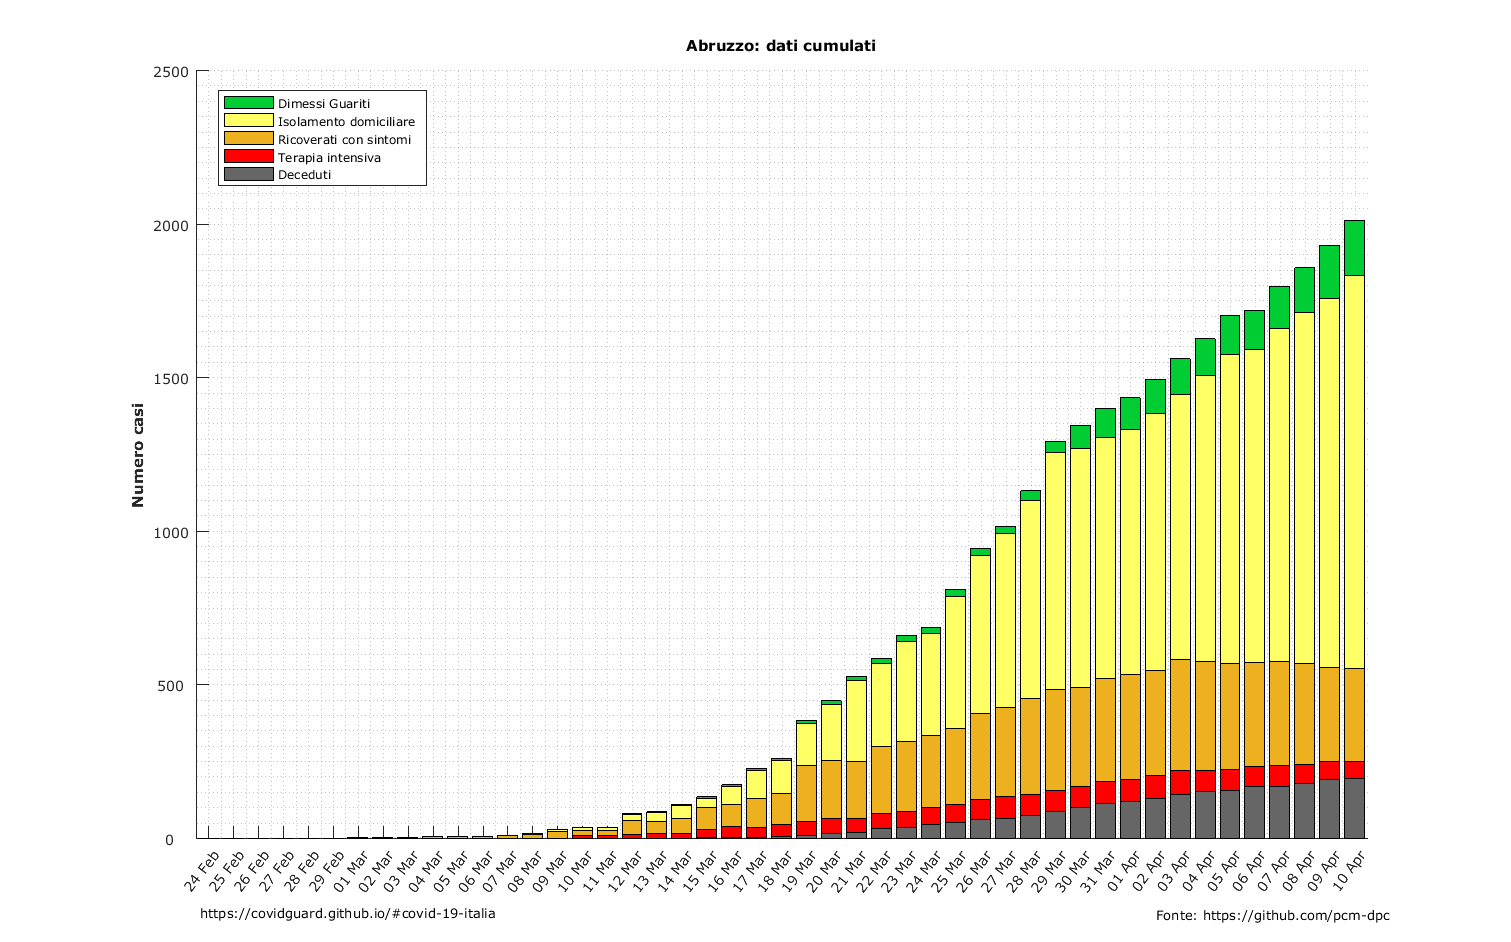 Abruzzo: dati cumulati
2500
2000
1500
1000
500
0
Numero casi
Dimessi Guariti
Isolamento domiciliare
Ricoverati con sintomi
Terapia intensiva
Deceduti
24 Feb
25 Feb
26 Feb
27 Feb
28 Feb
29 Feb
01 Mar
02 Mar
03 Mar
04 Mar
05 Mar
06 Mar
07 Mar
08 Mar
09 Mar
10 Mar
11 Mar
12 Mar
13 Mar
14 Mar
15 Mar
16 Mar
17 Mar
18 Mar
19 Mar
20 Mar
21 Mar
22 Mar
23 Mar
24 Mar
25 Mar
26 Mar
27 Mar
28 Mar
29 Mar
30 Mar
31 Mar
01 Apr
02 Apr
03 Apr
04 Apr
05 Apr
06 Apr
07 Apr
08 Apr
09 Apr
10 Apr
https://covidguard.github.io/#covid-19-italia
Fonte: https://github.com/pcm-dpc